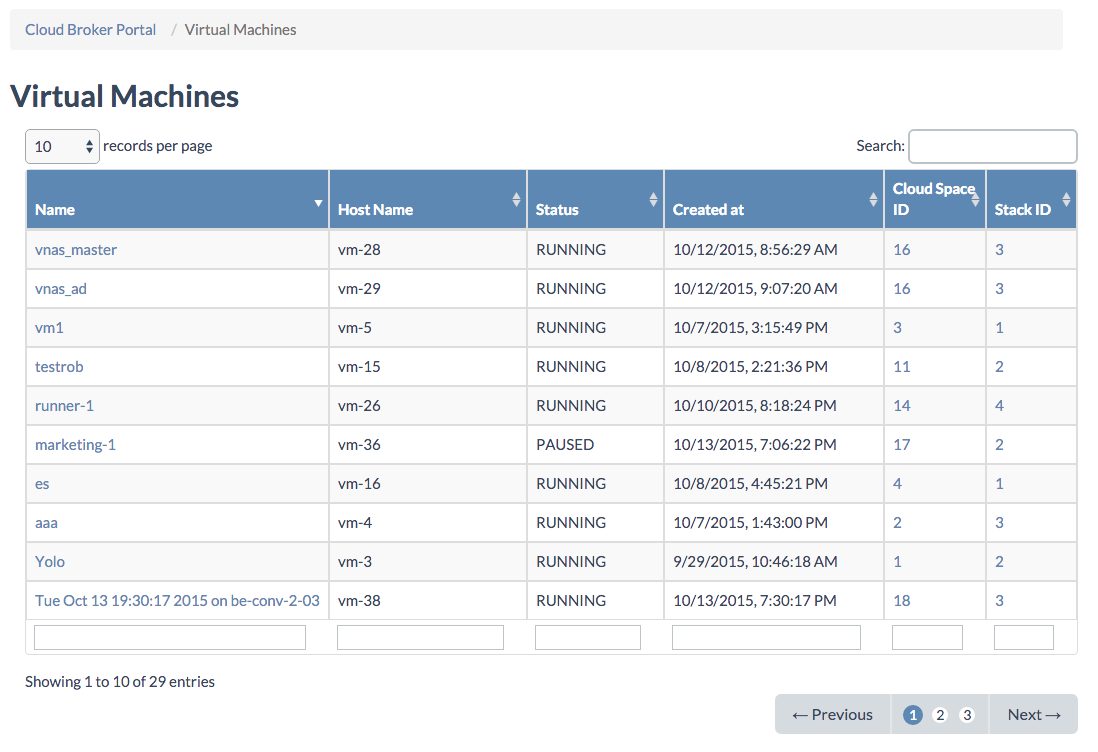 Cloud Broker Portal / Virtual Machines
Virtual Machines
10 records per page Search:
Name Host Name Status Created at Cloud Space ID Stack ID
vnas_master vm-28 RUNNING 10/12/2015, 8:56:29 AM 16 3
vnas_ad vm-29 RUNNING 10/12/2015, 9:07:20 AM 16 3
vm1 vm-5 RUNNING 10/7/2015, 3:15:49 PM 3 1
testrob vm-15 RUNNING 10/8/2015, 2:21:36 PM 11 2
runner-1 vm-26 RUNNING 10/10/2015, 8:18:24 PM 14 4
marketing-1 vm-36 PAUSED 10/13/2015, 7:06:22 PM 17 2
es vm-16 RUNNING 10/8/2015, 4:45:21 PM 4 1
aaa vm-4 RUNNING 10/7/2015, 1:43:00 PM 2 3
Yolo vm-3 RUNNING 9/29/2015, 10:46:18 AM 1 2
Tue Oct 13 19:30:17 2015 on be-conv-2-03 vm-38 RUNNING 10/13/2015, 7:30:17 PM 18 3
Showing 1 to 10 of 29 entries
← Previous 1 2 3 Next →